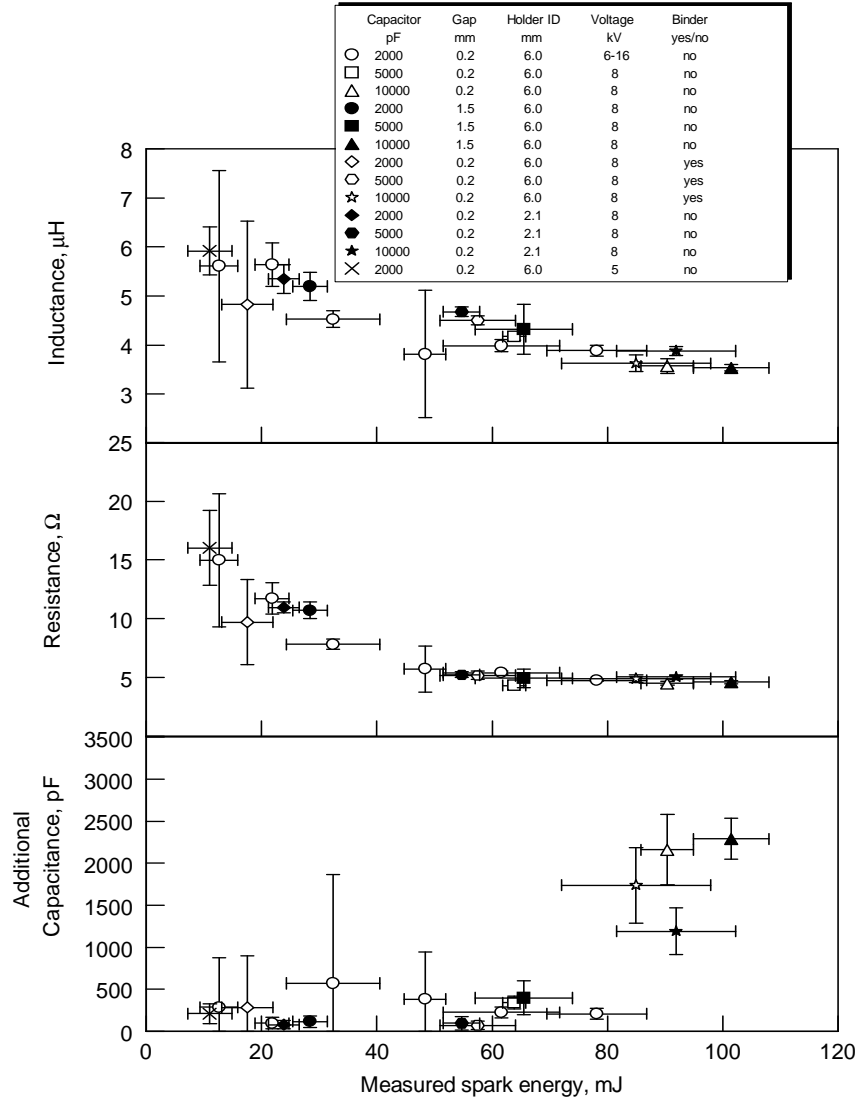 Capacitor Gap Holder ID Voltage Binder
pF mm mm kV yes/no
2000 0.2 6.0 6-16 no
5000 0.2 6.0 8 no
10000 0.2 6.0 8 no
2000 1.5 6.0 8 no
5000 1.5 6.0 8 no
10000 1.5 6.0 8 no
2000 0.2 6.0 8 yes
5000 0.2 6.0 8 yes
10000 0.2 6.0 8 yes
2000 0.2 2.1 8 no
5000 0.2 2.1 8 no
10000 0.2 2.1 8 no
2000 0.2 6.0 5 no
8
7
6
5
4
3
Inductance, μH
25
20
15
10
5
Resistance, Ω
3500
3000
2500
2000
1500
1000
500
0
Additional
Capacitance, pF
0 20 40 60 80 100 120
Measured spark energy, mJ